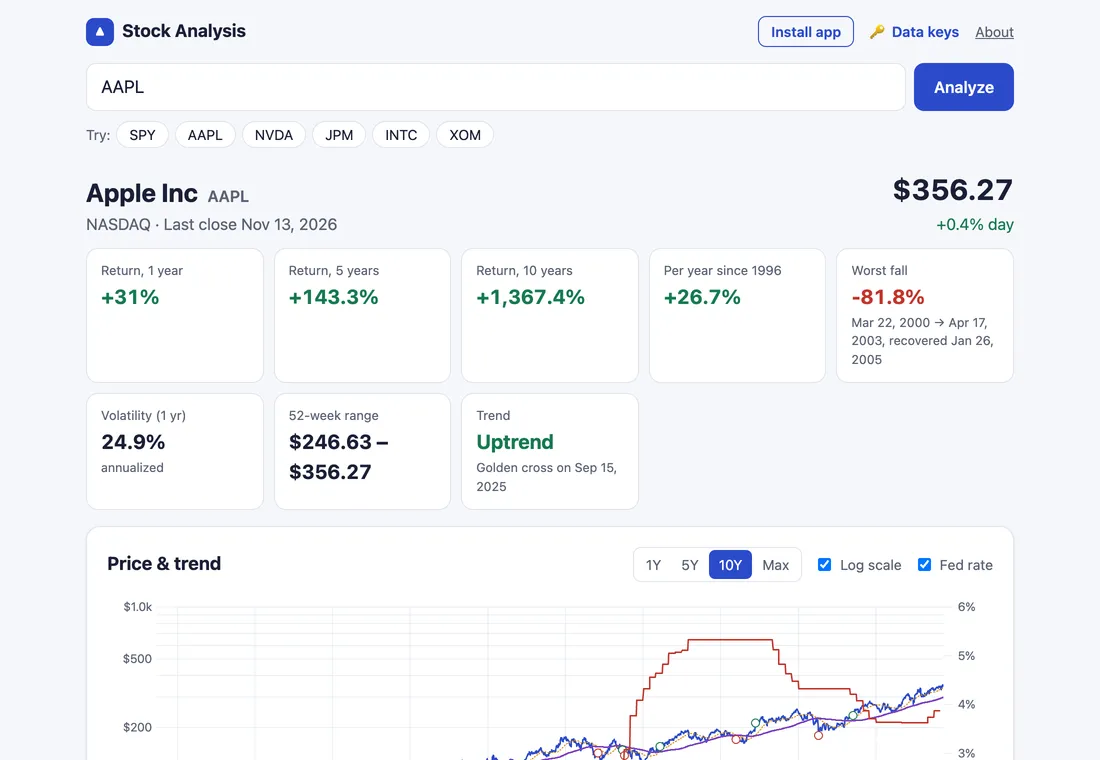 Stock Analysis
Install app
🔑 Data keys
About
AAPL
Analyze
Try: SPY AAPL NVDA JPM INTC XOM
Apple Inc AAPL
$356.27
NASDAQ · Last close Nov 13, 2026
+0.4% day
Return, 1 year
+31%
Return, 5 years
+143.3%
Return, 10 years
+1,367.4%
Per year since 1996
+26.7%
Worst fall
-81.8%
Mar 22, 2000 → Apr 17,
2003, recovered Jan 26,
2005
Volatility (1 yr)
24.9%
annualized
52-week range
$246.63 –
$356.27
Trend
Uptrend
Golden cross on Sep 15,
2025
Price & trend
1Y 5Y 10Y Max
Log scale
Fed rate
$1.0k
6%
$500
5%
4%
$200
3%